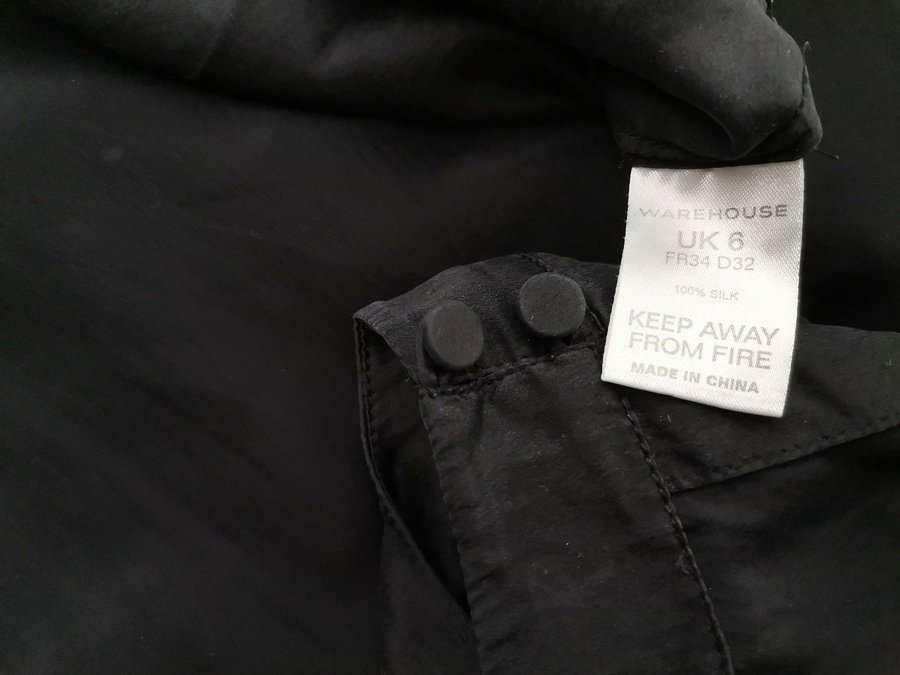 WAREHOUSE
UK 6
FR34 D32
100% SILK
KEEP AWAY
FROM FIRE
MADE IN CHINA